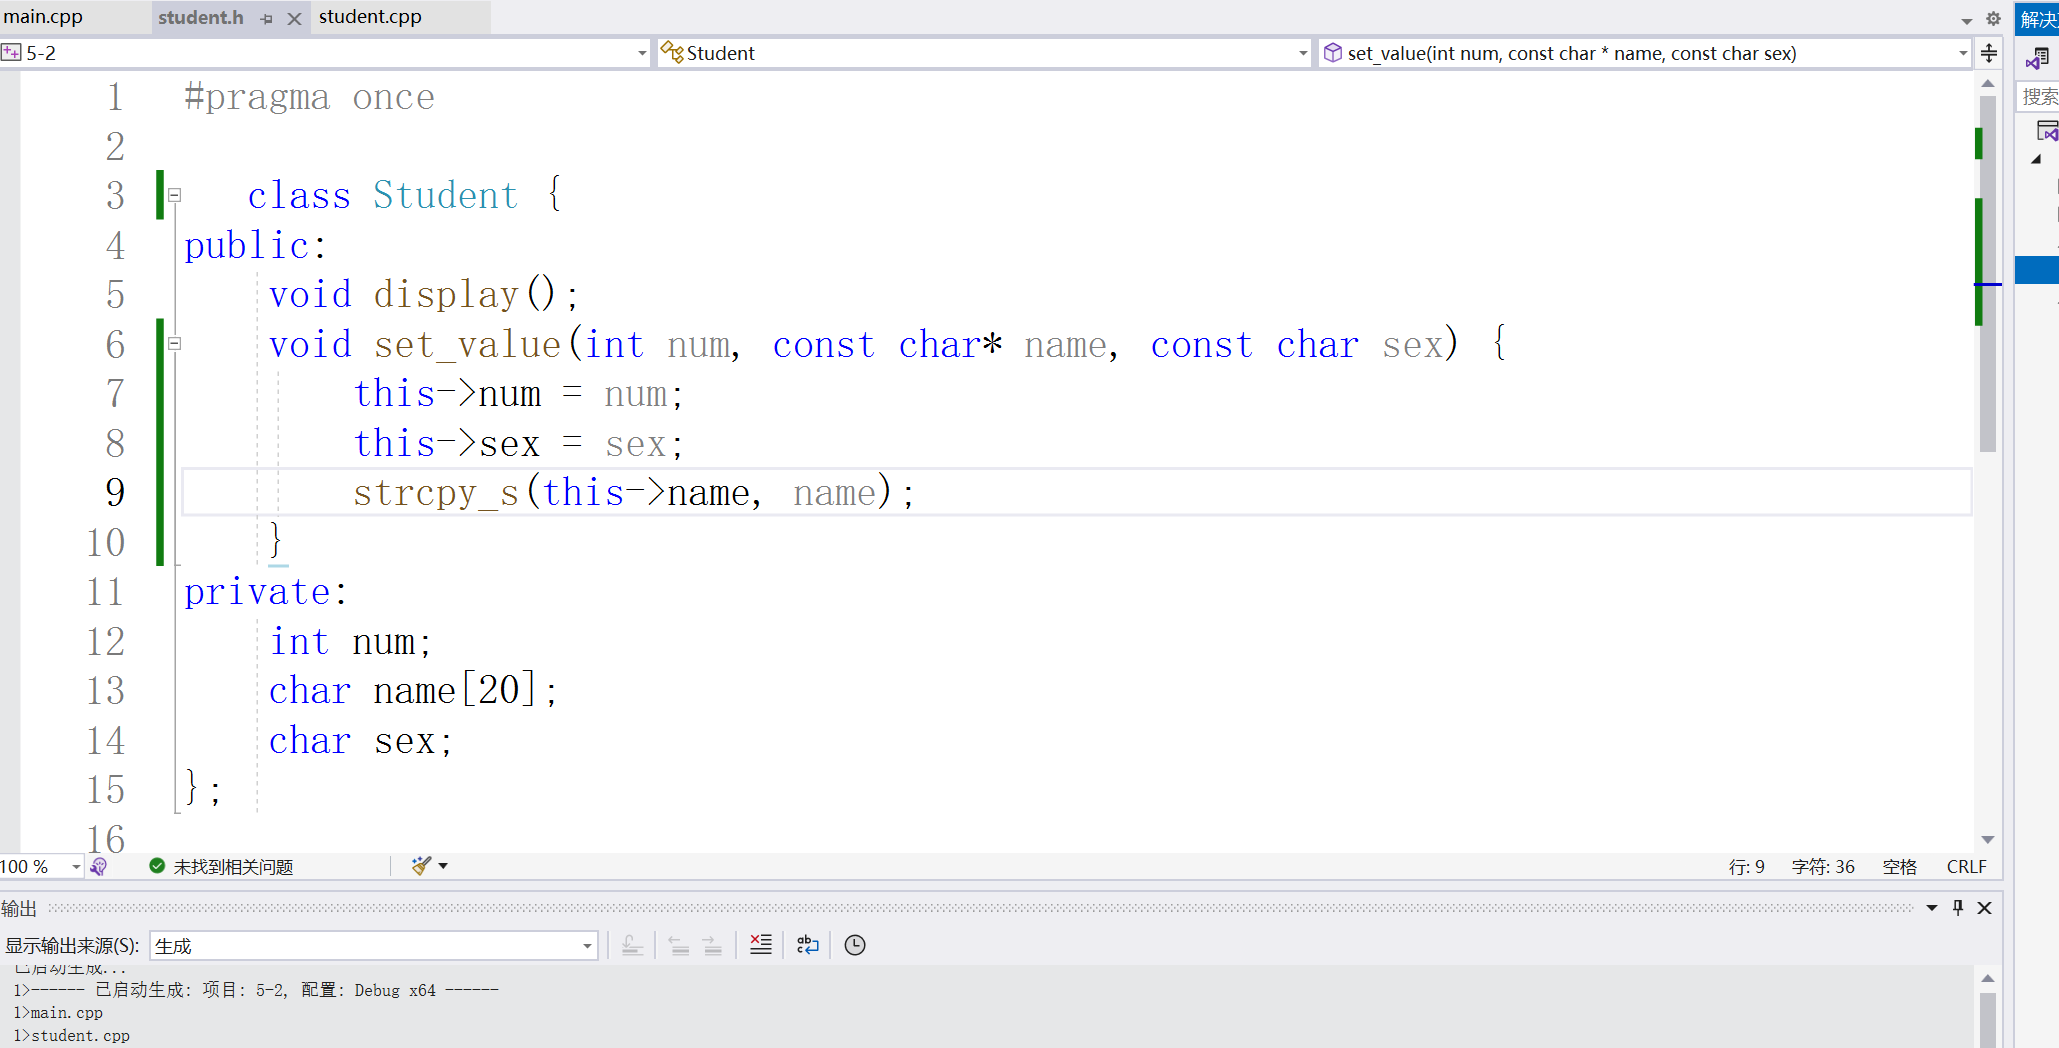 main.cpp student.h student.cpp
解决
5-2 Student set_value(int num, const char * name, const char sex)
搜索
1 #pragma once
2
3 class Student {
4 public:
5 void display();
6 void set_value(int num, const char* name, const char sex) {
7 this->num = num;
8 this->sex = sex;
9 strcpy_s(this->name, name);
10 }
11 private:
12 int num;
13 char name[20];
14 char sex;
15 };
16
100 % 未找到相关问题 行: 9 字符: 36 空格 CRLF
输出
显示输出来源(S): 生成
已启动生成...
1>------ 已启动生成: 项目: 5-2, 配置: Debug x64 ------
1>main.cpp
1>student.cpp